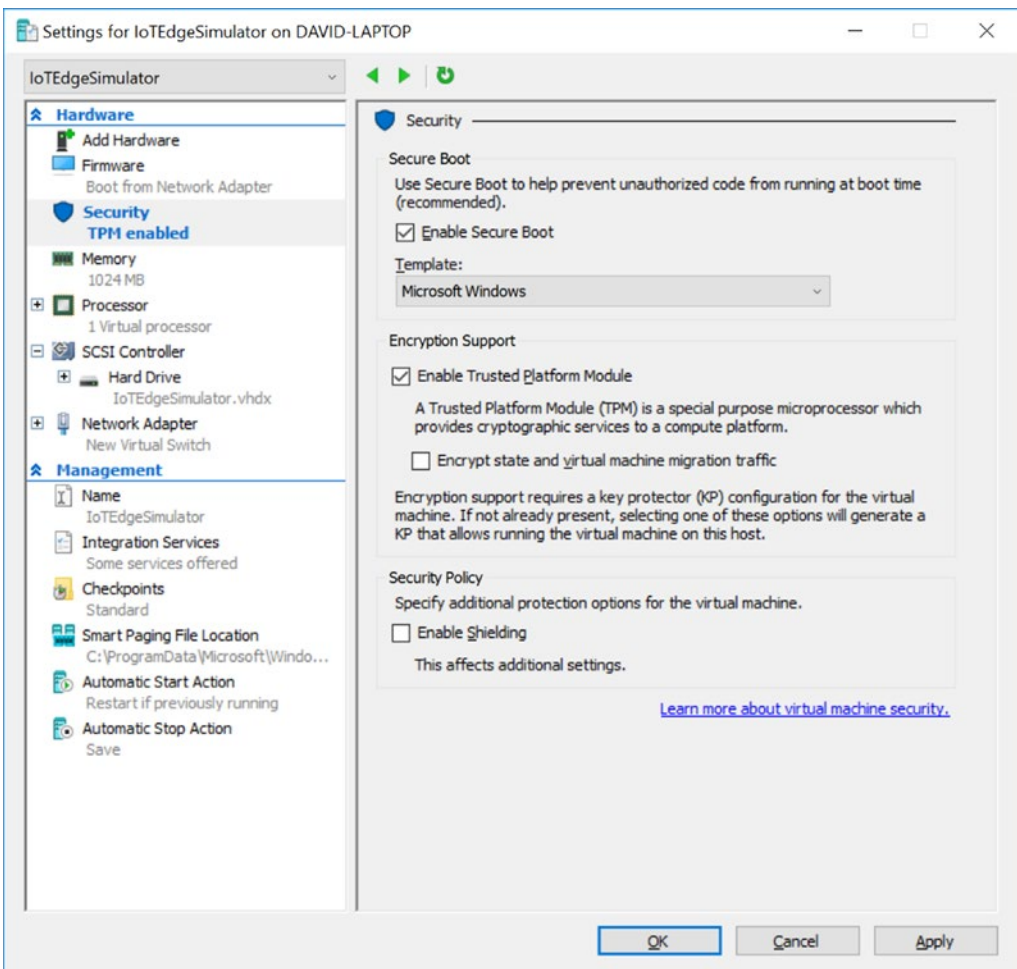 Settings for IoTEdgeSimulator on DAVID-LAPTOP
IoTEdgeSimulator
Hardware
Add Hardware
Firmware
Boot from Network Adapter
Security
TPM enabled
Memory
1024 MB
Processor
1 Virtual processor
SCSI Controller
Hard Drive
IoTEdgeSimulator.vhdx
Network Adapter
New Virtual Switch
Management
Name
IoTEdgeSimulator
Integration Services
Some services offered
Checkpoints
Standard
Smart Paging File Location
C:\ProgramData\Microsoft\Windo...
Automatic Start Action
Restart if previously running
Automatic Stop Action
Save
Security
Secure Boot
Use Secure Boot to help prevent unauthorized code from running at boot time
(recommended).
Enable Secure Boot
Template:
Microsoft Windows
Encryption Support
Enable Trusted Platform Module
A Trusted Platform Module (TPM) is a special purpose microprocessor which
provides cryptographic services to a compute platform.
Encrypt state and virtual machine migration traffic
Encryption support requires a key protector (KP) configuration for the virtual
machine. If not already present, selecting one of these options will generate a
KP that allows running the virtual machine on this host.
Security Policy
Specify additional protection options for the virtual machine.
Enable Shielding
This affects additional settings.
Learn more about virtual machine security.
OK
Cancel
Apply